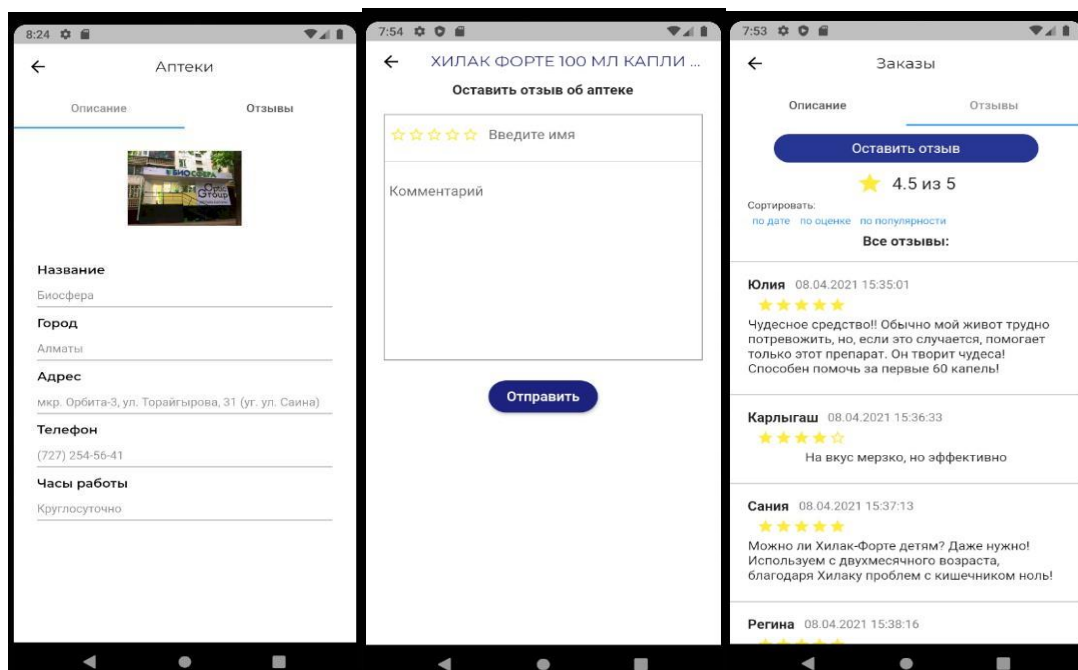 8:24
Аптеки
Описание Отзывы
БИОСФЕРА
Optic
Group
Название
Биосфера
Город
Алматы
Адрес
мкр. Орбита-3, ул. Торайгырова, 31 (уг. ул. Саина)
Телефон
(727) 254-56-41
Часы работы
Круглосуточно
7:54
ХИЛАК ФОРТЕ 100 МЛ КАПЛИ ...
Оставить отзыв об аптеке
Введите имя
Комментарий
Отправить
7:53
Заказы
Описание Отзывы
Оставить отзыв
4.5 из 5
Сортировать:
по дате по оценке по популярности
Все отзывы:
Юлия 08.04.2021 15:35:01
Чудесное средство!! Обычно мой живот трудно
потревожить, но, если это случается, помогает
только этот препарат. Он творит чудеса!
Способен помочь за первые 60 капель!
Карлыгаш 08.04.2021 15:36:33
На вкус мерзко, но эффективно
Сания 08.04.2021 15:37:13
Можно ли Хилак-Форте детям? Даже нужно!
Используем с двухмесячного возраста,
благодаря Хилаку проблем с кишечником ноль!
Регина 08.04.2021 15:38:16